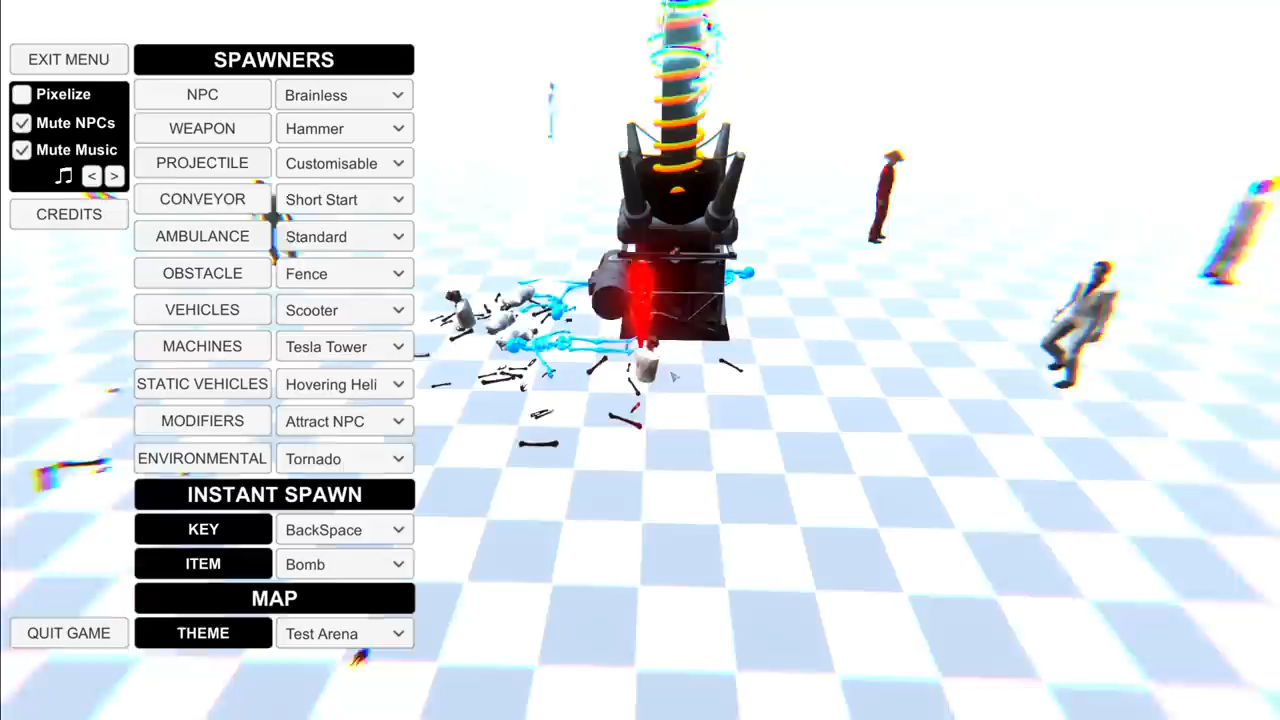 EXIT MENU
Pixelize
Mute NPCs
Mute Music
< >
CREDITS
QUIT GAME
SPAWNERS
NPC Brainless
WEAPON Hammer
PROJECTILE Customisable
CONVEYOR Short Start
AMBULANCE Standard
OBSTACLE Fence
VEHICLES Scooter
MACHINES Tesla Tower
STATIC VEHICLES Hovering Heli
MODIFIERS Attract NPC
ENVIRONMENTAL Tornado
INSTANT SPAWN
KEY BackSpace
ITEM Bomb
MAP
THEME Test Arena